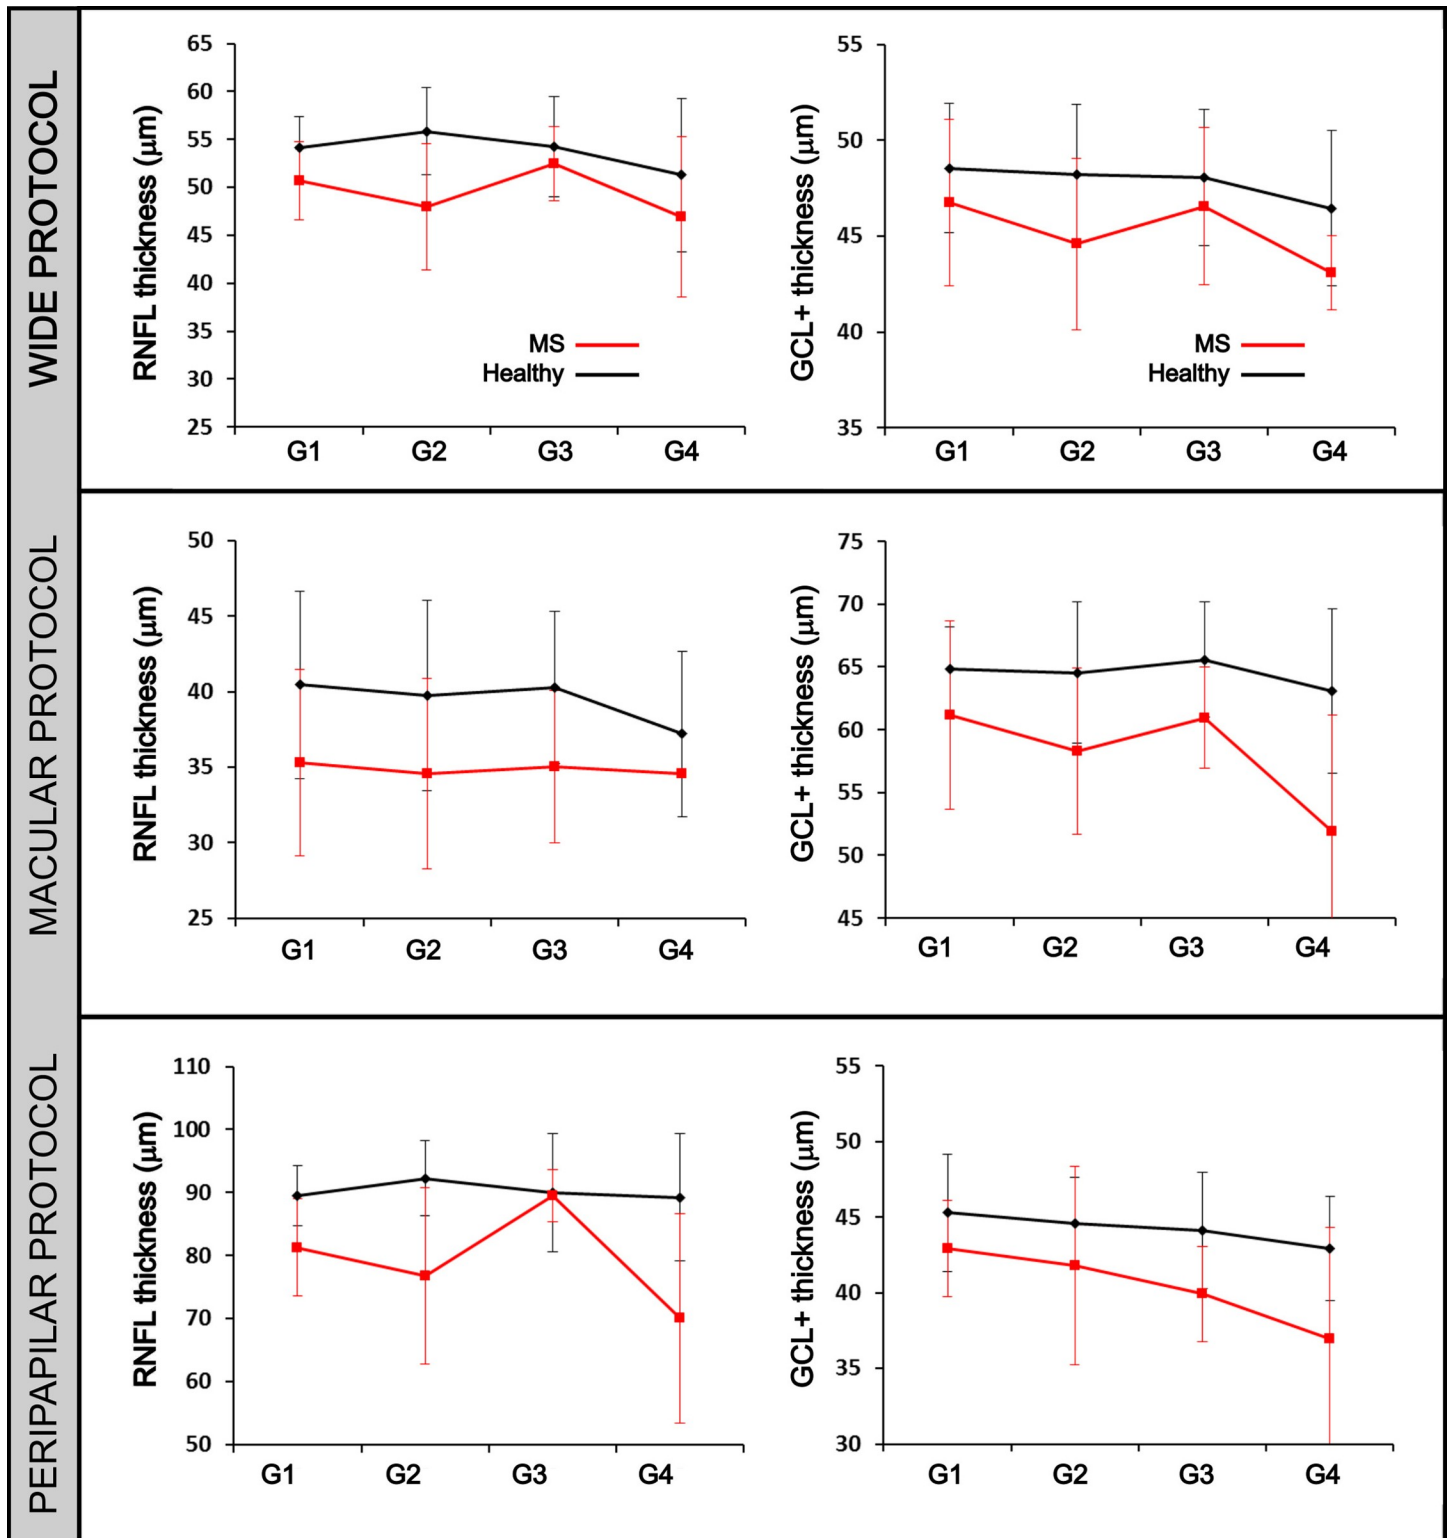 WIDE PROTOCOL
RNFL thickness (µm)
65
60
55
50
45
40
35
30
25
MS
Healthy
G1 G2 G3 G4
GCL+ thickness (µm)
55
50
45
40
35
MS
Healthy
G1 G2 G3 G4
MACULAR PROTOCOL
RNFL thickness (µm)
50
45
40
35
30
25
G1 G2 G3 G4
GCL+ thickness (µm)
75
70
65
60
55
50
45
G1 G2 G3 G4
PERIPAPILAR PROTOCOL
RNFL thickness (µm)
110
100
90
80
70
60
50
G1 G2 G3 G4
GCL+ thickness (µm)
55
50
45
40
35
30
G1 G2 G3 G4